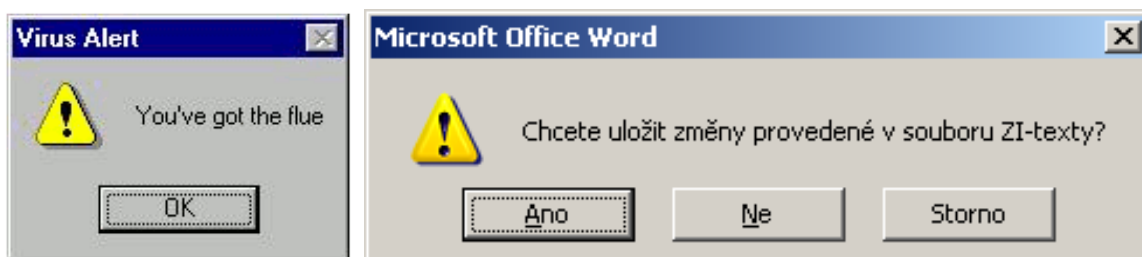 Virus Alert
You've got the flue
OK
Microsoft Office Word
Chcete uložit změny provedené v souboru ZI-texty?
Ano
Ne
Storno